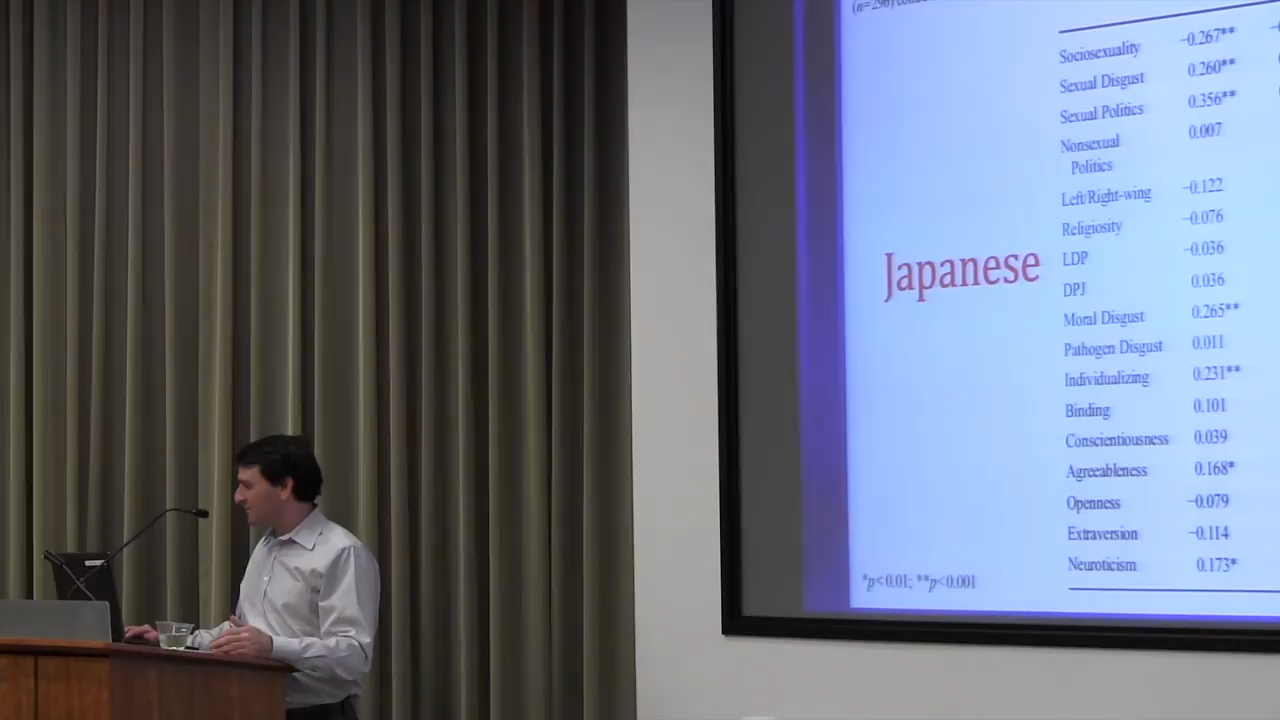 (n=296)
Sociosexuality −0.267**
Sexual Disgust 0.260**
Sexual Politics 0.356**
Nonsexual 0.007
Politics
Left/Right-wing −0.122
Religiosity −0.076
Japanese
LDP −0.036
DPJ 0.036
Moral Disgust 0.265**
Pathogen Disgust 0.011
Individualizing 0.231**
Binding 0.101
Conscientiousness 0.039
Agreeableness 0.168*
Openness −0.079
Extraversion −0.114
Neuroticism 0.173*
*p<0.01; **p<0.001